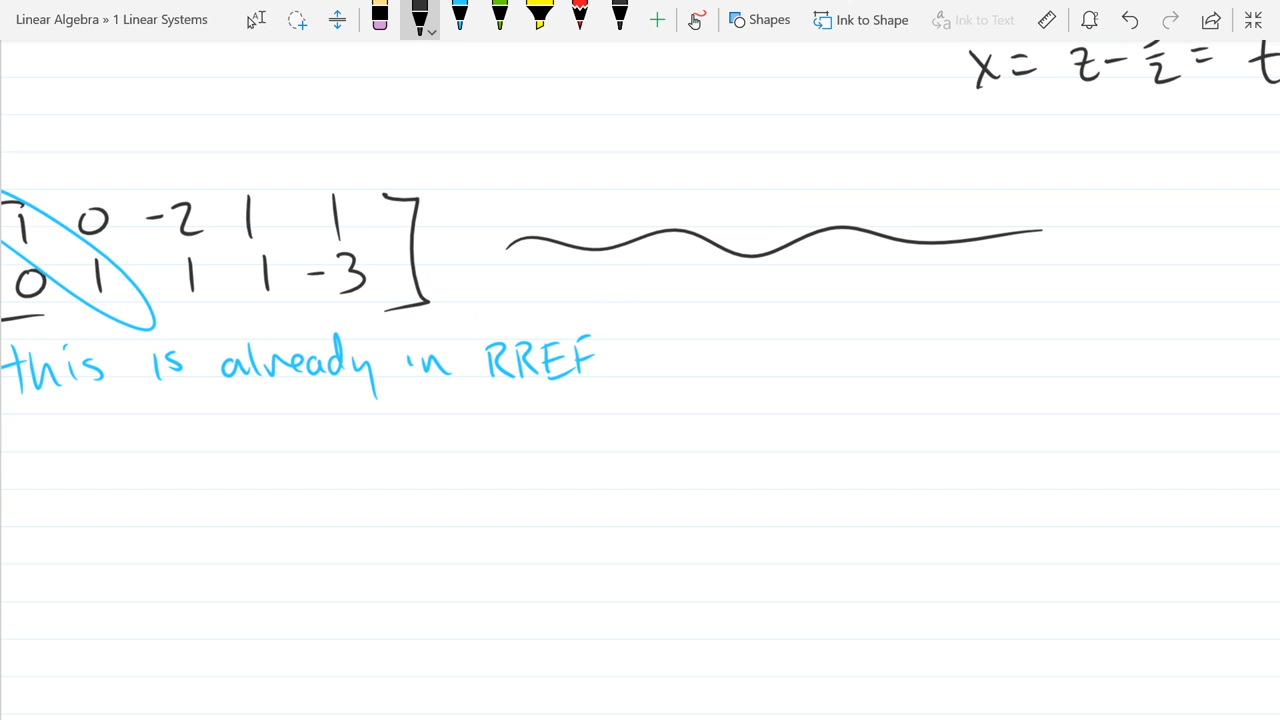 Linear Algebra » 1 Linear Systems
Shapes
Ink to Shape
Ink to Text
x = z - 1/2 = t
1 0 -2 1 1
0 1 1 1 -3
this is already in RREF